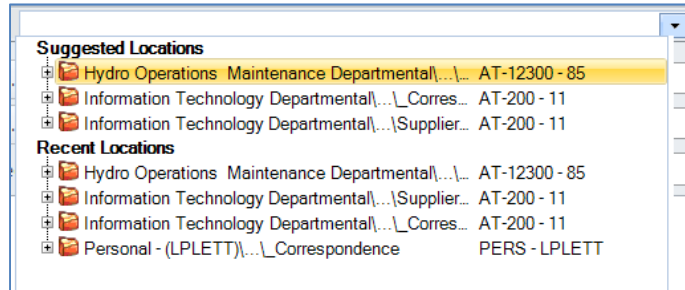 Suggested Locations
Hydro Operations Maintenance Departmental\...\... AT-12300 - 85
Information Technology Departmental\...\_Corres... AT-200 - 11
Information Technology Departmental\...\Supplier... AT-200 - 11
Recent Locations
Hydro Operations Maintenance Departmental\...\... AT-12300 - 85
Information Technology Departmental\...\Supplier... AT-200 - 11
Information Technology Departmental\...\_Corres... AT-200 - 11
Personal - (LPLETT)\...\_Correspondence PERS - LPLETT